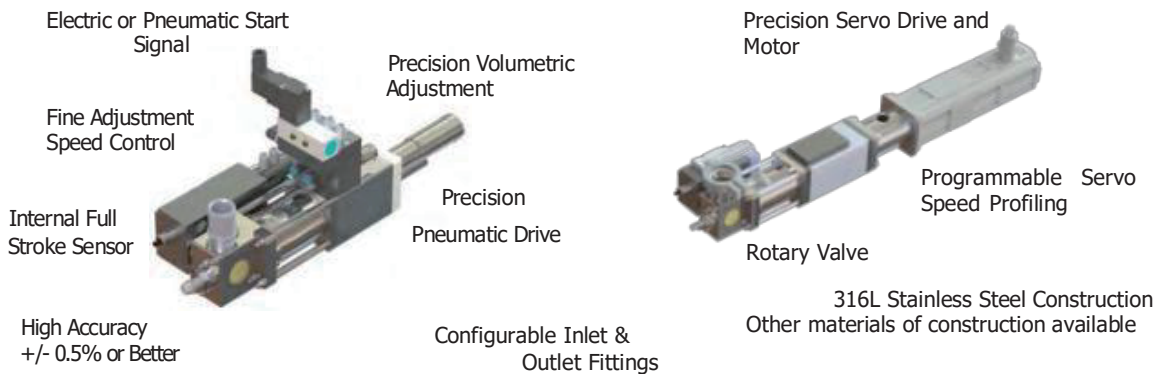 Electric or Pneumatic Start
Signal
Precision Volumetric
Adjustment
Fine Adjustment
Speed Control
Internal Full
Stroke Sensor
Precision
Pneumatic Drive
High Accuracy
+/- 0.5% or Better
Configurable Inlet &
Outlet Fittings
Precision Servo Drive and
Motor
Programmable Servo
Speed Profiling
Rotary Valve
316L Stainless Steel Construction
Other materials of construction available